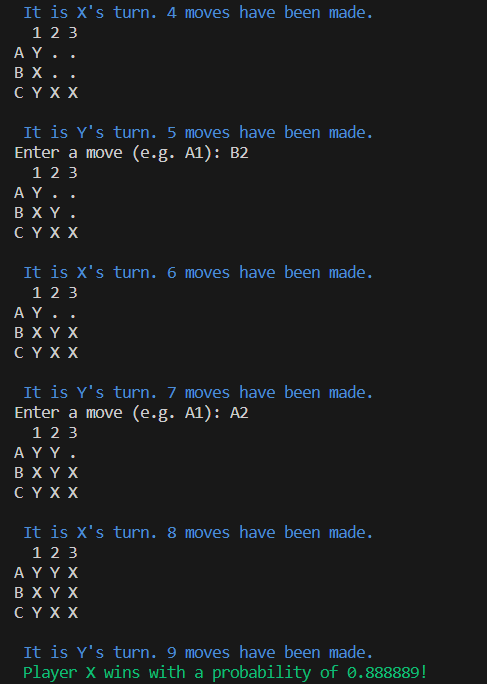 It is X's turn. 4 moves have been made.
1 2 3
A Y . .
B X . .
C Y X X
It is Y's turn. 5 moves have been made.
Enter a move (e.g. A1): B2
1 2 3
A Y . .
B X Y .
C Y X X
It is X's turn. 6 moves have been made.
1 2 3
A Y . .
B X Y X
C Y X X
It is Y's turn. 7 moves have been made.
Enter a move (e.g. A1): A2
1 2 3
A Y Y .
B X Y X
C Y X X
It is X's turn. 8 moves have been made.
1 2 3
A Y Y X
B X Y X
C Y X X
It is Y's turn. 9 moves have been made.
Player X wins with a probability of 0.888889!